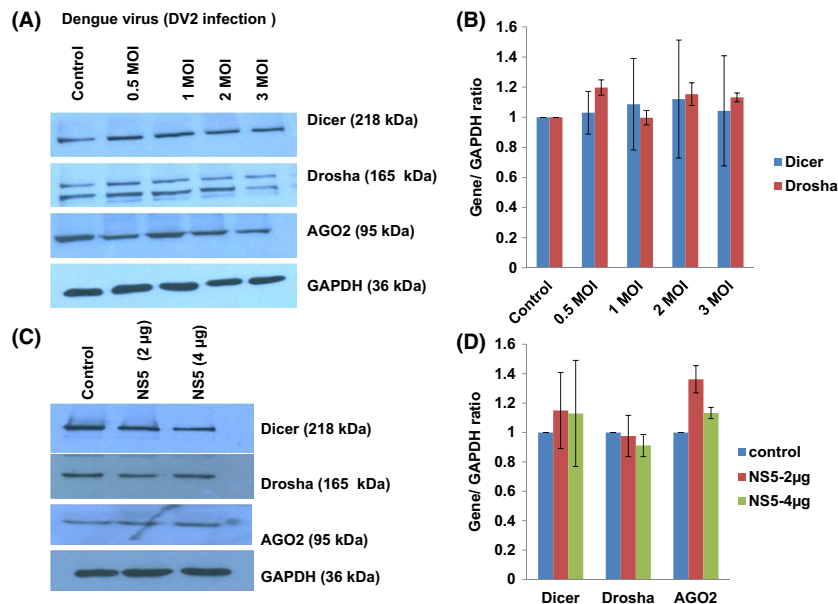 (A)
Dengue virus (DV2 infection )
Control
0.5 MOI
1 MOI
2 MOI
3 MOI
Dicer (218 kDa)
Drosha (165 kDa)
AGO2 (95 kDa)
GAPDH (36 kDa)
(B)
Gene/ GAPDH ratio
1.6
1.4
1.2
1
0.8
0.6
0.4
0.2
0
Control
0.5 MOI
1 MOI
2 MOI
3 MOI
Dicer
Drosha
(C)
Control
NS5 (2 µg)
NS5 (4 µg)
Dicer (218 kDa)
Drosha (165 kDa)
AGO2 (95 kDa)
GAPDH (36 kDa)
(D)
Gene/ GAPDH ratio
1.6
1.4
1.2
1
0.8
0.6
0.4
0.2
0
Dicer Drosha AGO2
control
NS5-2µg
NS5-4µg